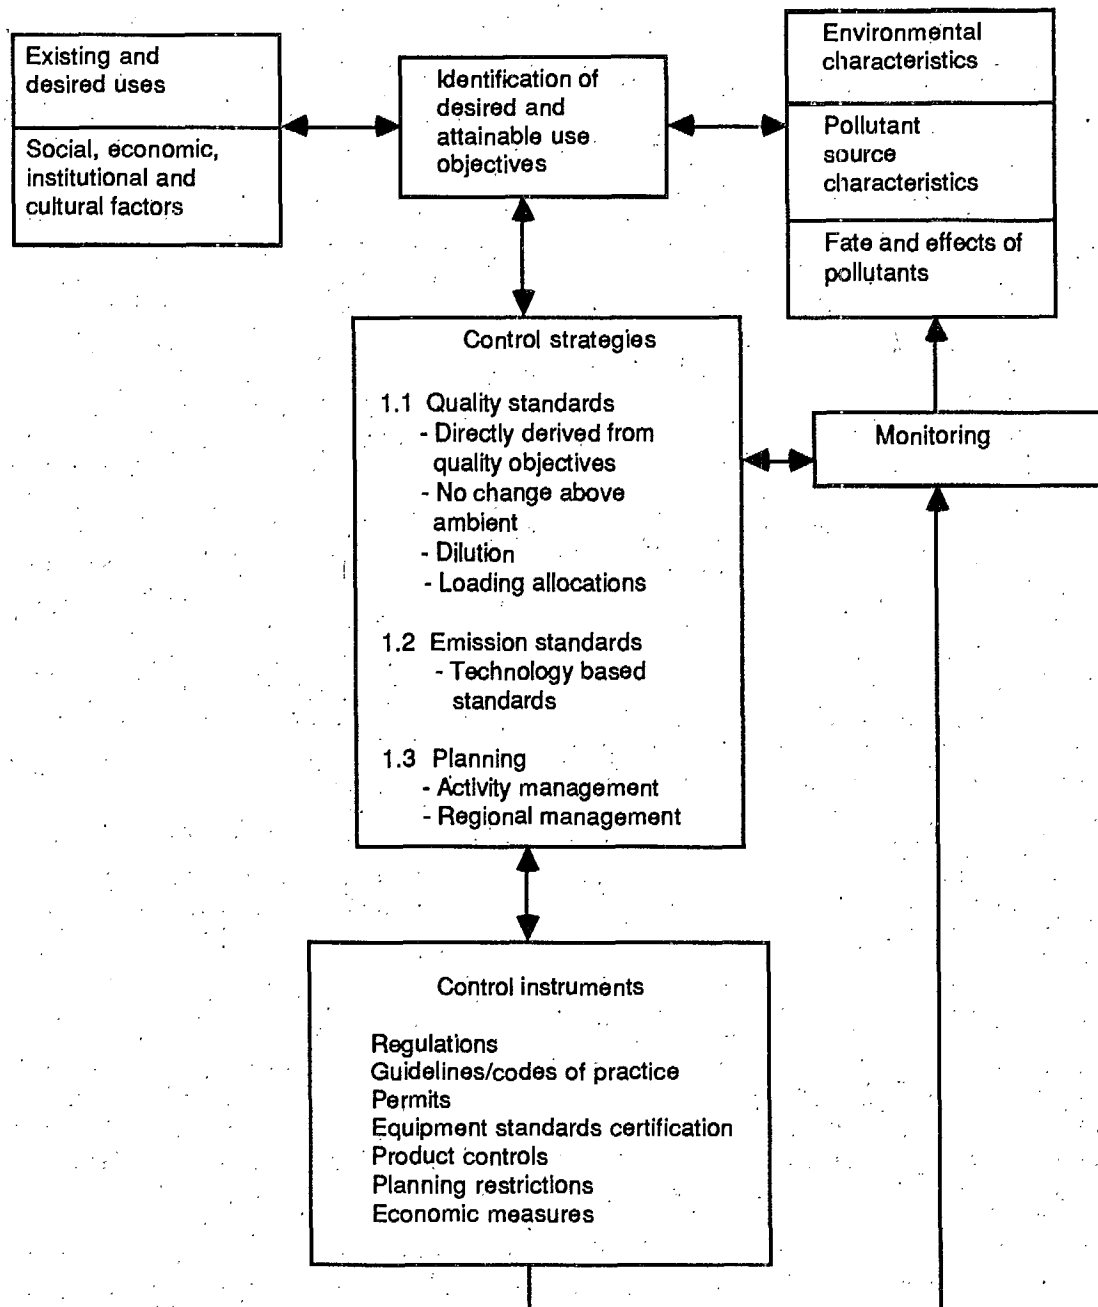 Existing and
desired uses
Social, economic,
institutional and
cultural factors
Identification of
desired and
attainable use
objectives
Environmental
characteristics
Pollutant
source
characteristics
Fate and effects of
pollutants
Control strategies
1.1 Quality standards
- Directly derived from
quality objectives
- No change above
ambient
- Dilution
- Loading allocations
1.2 Emission standards
- Technology based
standards
1.3 Planning
- Activity management
- Regional management
Monitoring
Control instruments
Regulations
Guidelines/codes of practice
Permits
Equipment standards certification
Product controls
Planning restrictions
Economic measures